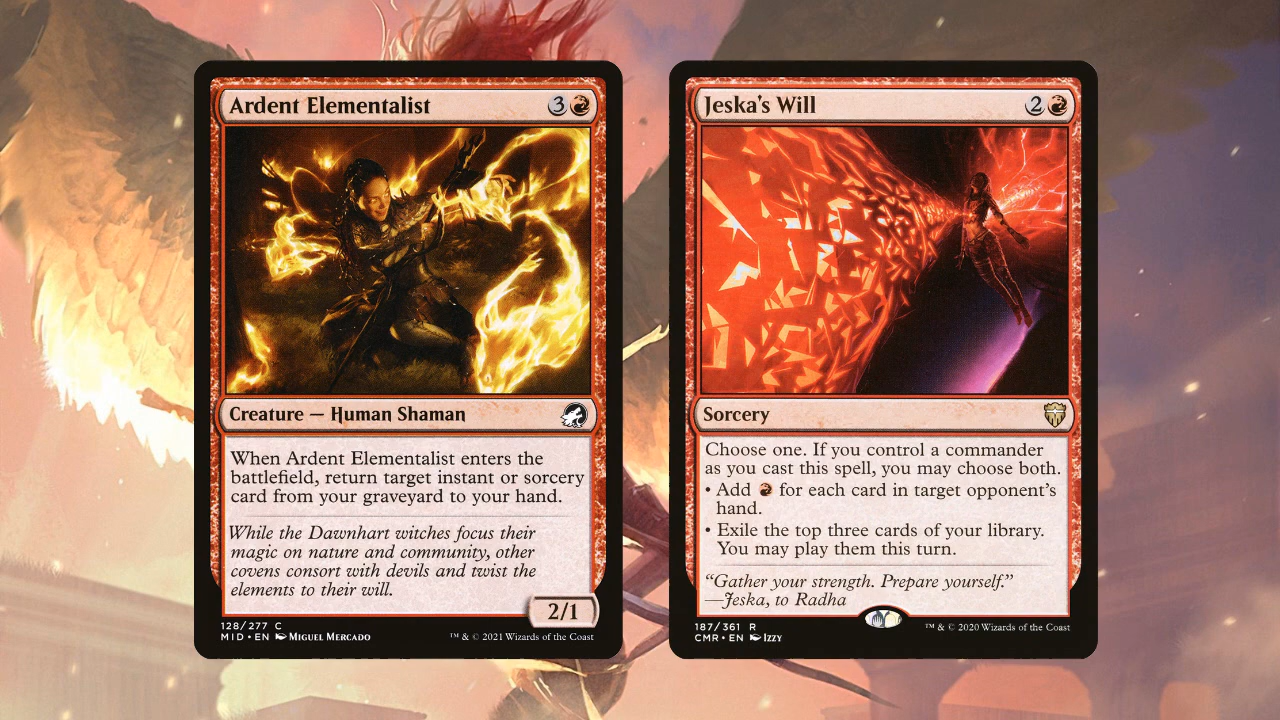 Ardent Elementalist 3
Creature — Human Shaman
When Ardent Elementalist enters the
battlefield, return target instant or sorcery
card from your graveyard to your hand.
While the Dawnhart witches focus their
magic on nature and community, other
covens consort with devils and twist the
elements to their will.
2/1
128/277 C
MID • EN Miguel Mercado
™ & © 2021 Wizards of the Coast
Jeska's Will 2
Sorcery
Choose one. If you control a commander
as you cast this spell, you may choose both.
• Add for each card in target opponent's
hand.
• Exile the top three cards of your library.
You may play them this turn.
"Gather your strength. Prepare yourself."
—Jeska, to Radha
187/361 R
CMR • EN Izzy
™ & © 2020 Wizards of the Coast